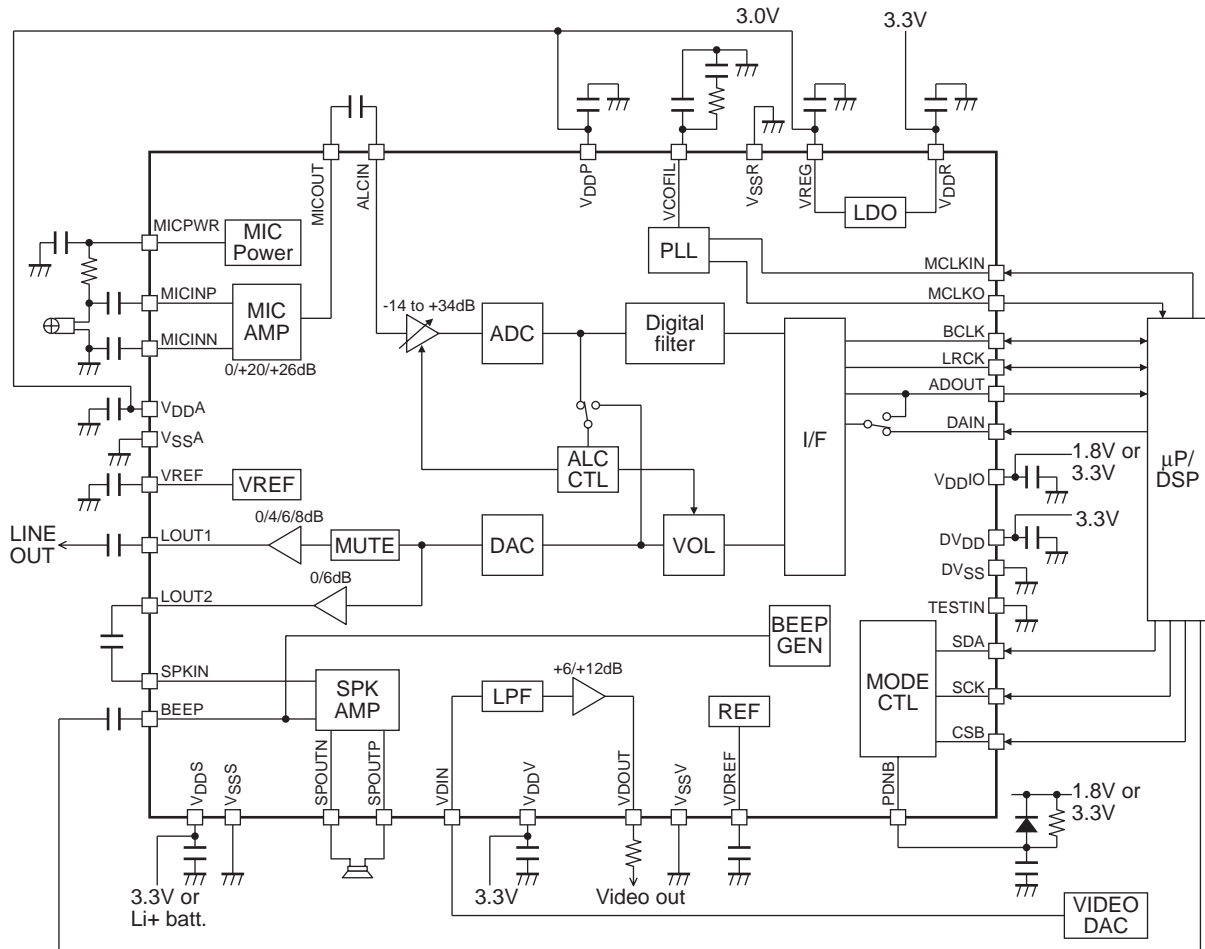 3.0V
3.3V
MICOUT
ALCIN
VDDP
VCOFIL
VSSR
VREG
VDDR
LDO
MICPWR
MIC
Power
PLL
MCLKIN
MCLKO
MICINP
MIC
AMP
-14 to +34dB
ADC
Digital
filter
BCLK
MICINN
LRCK
0/+20/+26dB
ADOUT
VDDA
I/F
DAIN
VSSA
ALC
CTL
1.8V or
3.3V
μP/
DSP
VREF
VREF
VDDIO
0/4/6/8dB
3.3V
LINE
OUT
LOUT1
MUTE
DAC
VOL
DVDD
DVSS
0/6dB
LOUT2
TESTIN
BEEP
GEN
SDA
SPKIN
SPK
AMP
+6/+12dB
LPF
MODE
CTL
SCK
BEEP
REF
CSB
VDDS
VSSS
SPOUTN
SPOUTP
VDIN
VDDV
VDOUT
VSSV
VDREF
PDNB
1.8V or
3.3V
3.3V or
Li+ batt.
3.3V
Video out
VIDEO
DAC